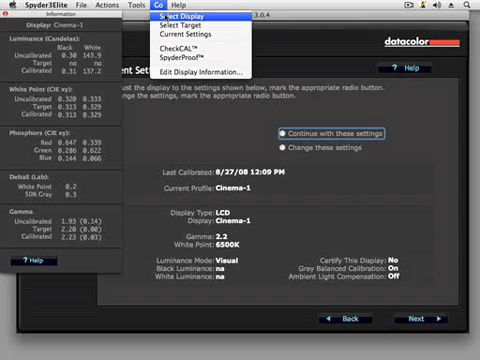 Spyder3Elite File Actions Tools Go Help
Select Display
Select Target
Current Settings
CheckCAL™
SpyderProof™
Edit Display Information...
3.0.4
Information
Display: Cinema-1
Luminance (Candelas)
Black White
Uncalibrated 0.30 143.9
Target na na
Calibrated 0.31 137.2
White Point (CIE xy)
Uncalibrated 0.320 0.333
Target 0.313 0.329
Calibrated 0.313 0.329
Phosphors (CIE xy)
Red 0.647 0.339
Green 0.286 0.622
Blue 0.144 0.066
DeltaE (Lab)
White Point 0.2
50% Gray 0.3
Gamma
Uncalibrated 1.93 (0.14)
Target 2.20 (0.00)
Calibrated 2.23 (0.03)
? Help
datacolor
? Help
ent Settings
just the display to the settings shown below, mark the appropriate radio button.
hange these settings, mark the appropriate radio button.
Continue with these settings
Change these settings
Last Calibrated: 8/27/08 12:09 PM
Current Profile: Cinema-1
Display Type: LCD
Display: Cinema-1
Gamma: 2.2
White Point: 6500K
Luminance Mode: Visual
Black Luminance: na
White Luminance: na
Certify This Display: No
Gray Balanced Calibration: On
Ambient Light Compensation: Off
Back
Next